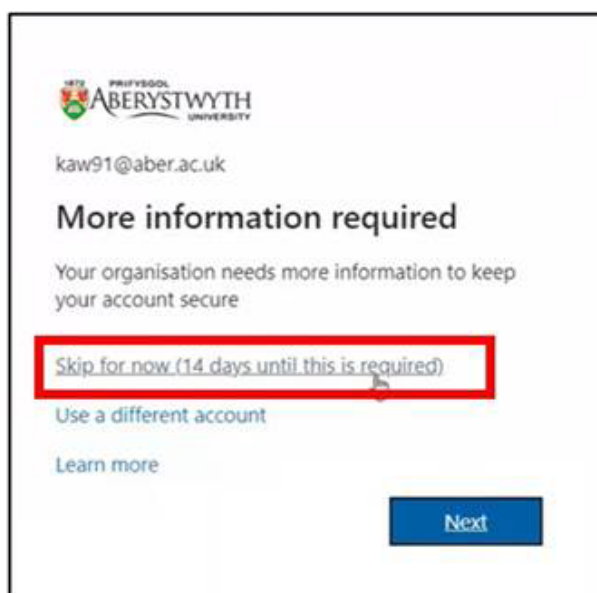 1872 PRIFYSGOL
ABERYSTWYTH
UNIVERSITY
kaw91@aber.ac.uk
More information required
Your organisation needs more information to keep
your account secure
Skip for now (14 days until this is required)
Use a different account
Learn more
Next